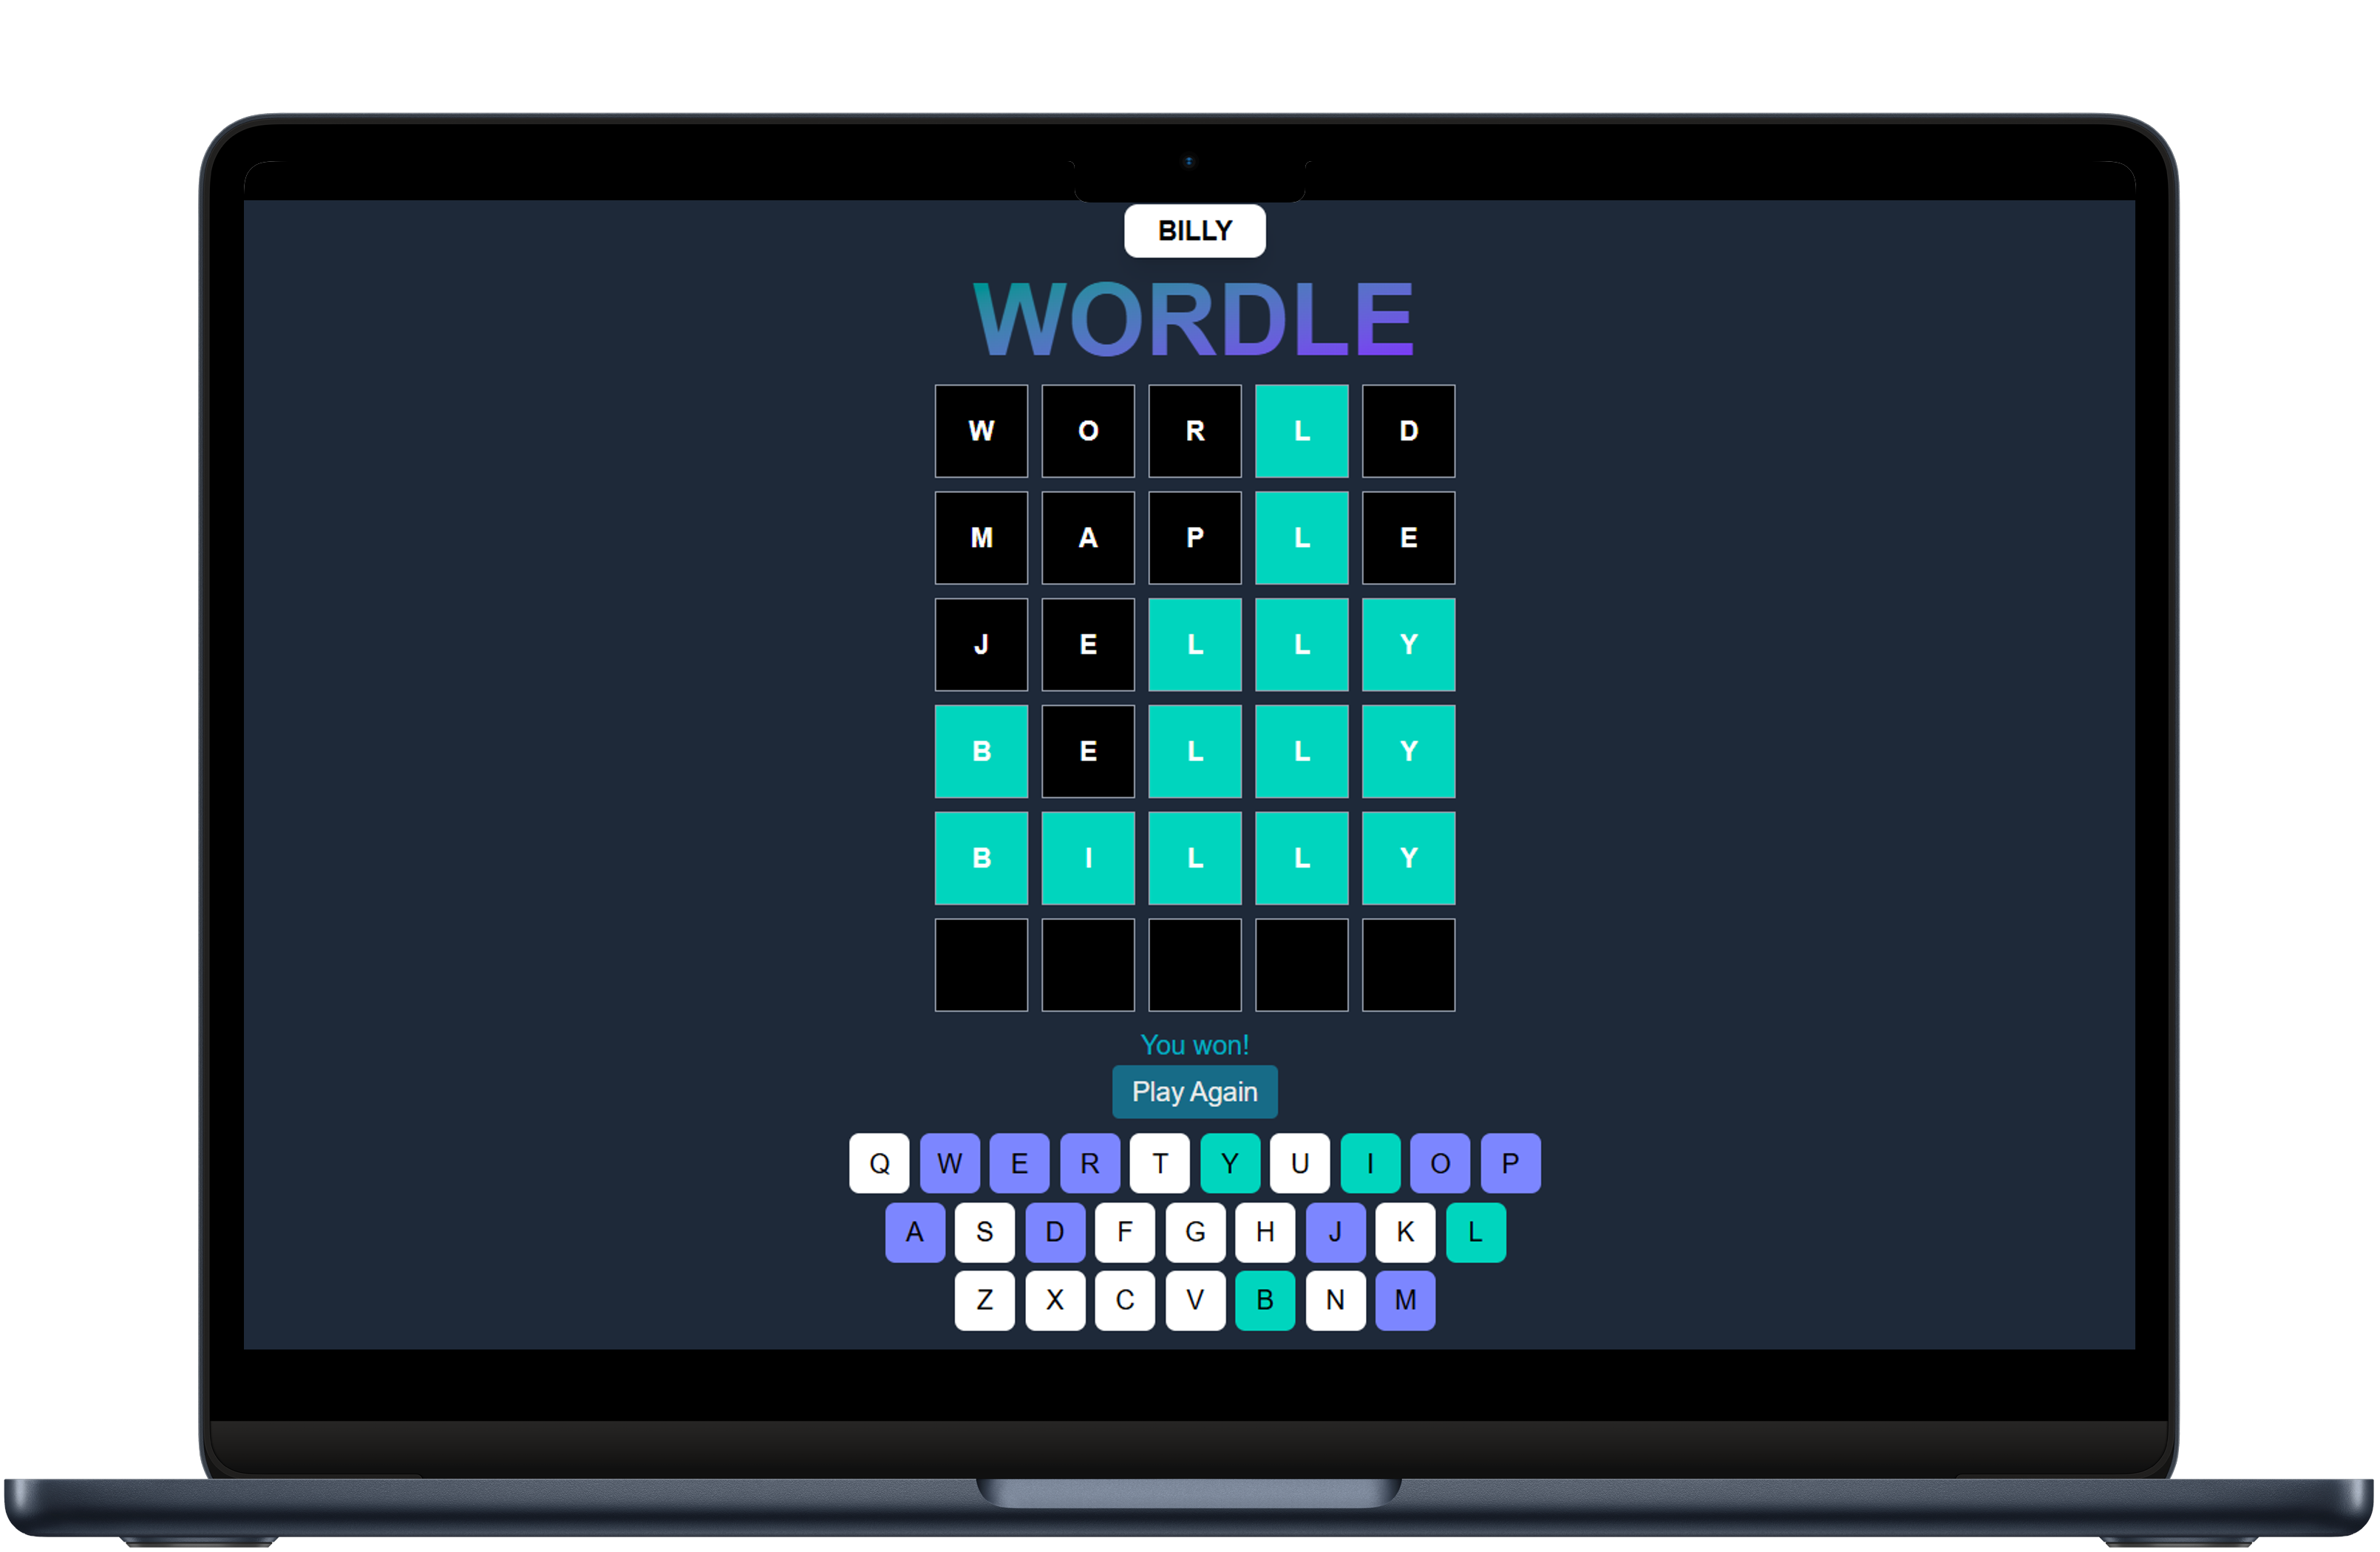 BILLY
WORDLE
W O R L D
M A P L E
J E L L Y
B E L L Y
B I L L Y
You won!
Play Again
Q W E R T Y U I O P
A S D F G H J K L
Z X C V B N M